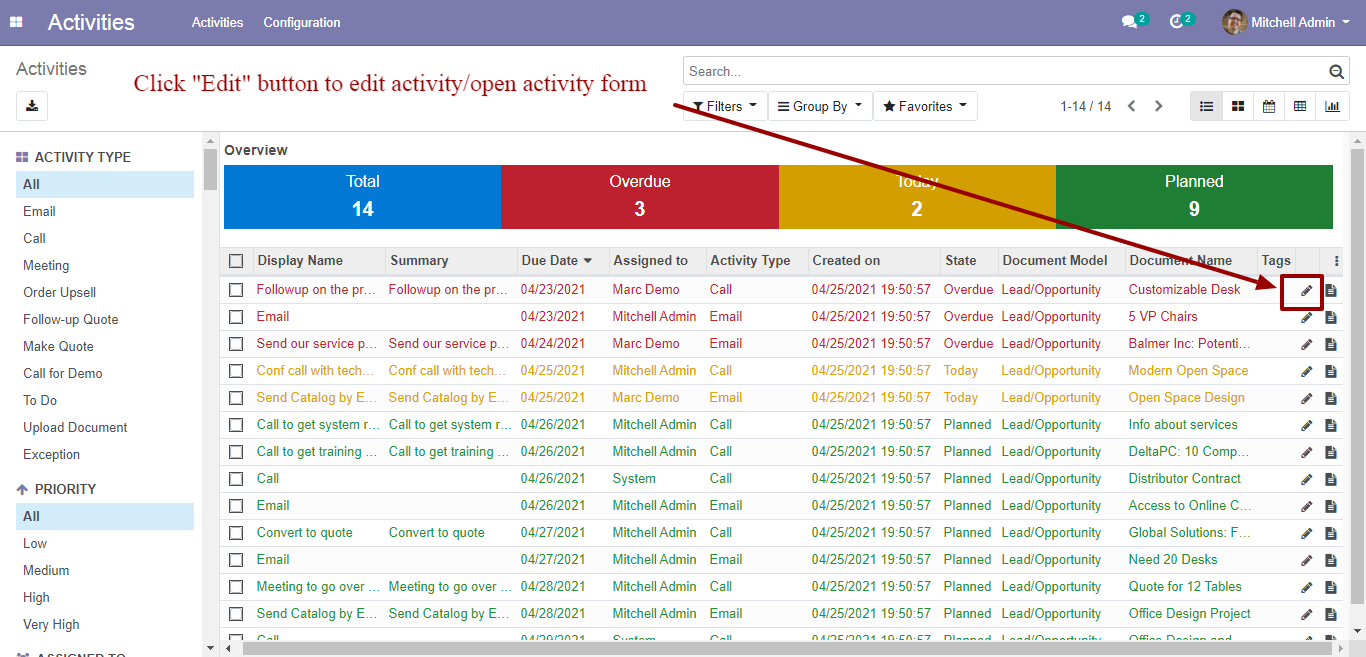 Activities Activities Configuration 2 2 Mitchell Admin
Activities
Click "Edit" button to edit activity/open activity form
Search...
Filters Group By Favorites 1-14 / 14
ACTIVITY TYPE
All
Email
Call
Meeting
Order Upsell
Follow-up Quote
Make Quote
Call for Demo
To Do
Upload Document
Exception
PRIORITY
All
Low
Medium
High
Very High
ASSIGNED TO
Overview
Total Overdue Today Planned
14 3 2 9
Display Name Summary Due Date Assigned to Activity Type Created on State Document Model Document Name Tags
Followup on the pr... Followup on the pr... 04/23/2021 Marc Demo Call 04/25/2021 19:50:57 Overdue Lead/Opportunity Customizable Desk
Email 04/23/2021 Mitchell Admin Email 04/25/2021 19:50:57 Overdue Lead/Opportunity 5 VP Chairs
Send our service p... Send our service p... 04/24/2021 Marc Demo Email 04/25/2021 19:50:57 Overdue Lead/Opportunity Balmer Inc: Potenti...
Conf call with tech... Conf call with tech... 04/25/2021 Mitchell Admin Call 04/25/2021 19:50:57 Today Lead/Opportunity Modern Open Space
Send Catalog by E... Send Catalog by E... 04/25/2021 Marc Demo Email 04/25/2021 19:50:57 Today Lead/Opportunity Open Space Design
Call to get system r... Call to get system r... 04/26/2021 Mitchell Admin Call 04/25/2021 19:50:57 Planned Lead/Opportunity Info about services
Call to get training ... Call to get training ... 04/26/2021 Mitchell Admin Call 04/25/2021 19:50:57 Planned Lead/Opportunity DeltaPC: 10 Comp...
Call 04/26/2021 System Call 04/25/2021 19:50:57 Planned Lead/Opportunity Distributor Contract
Email 04/26/2021 Mitchell Admin Email 04/25/2021 19:50:57 Planned Lead/Opportunity Access to Online C...
Convert to quote Convert to quote 04/27/2021 Mitchell Admin Call 04/25/2021 19:50:57 Planned Lead/Opportunity Global Solutions: F...
Email 04/27/2021 Mitchell Admin Email 04/25/2021 19:50:57 Planned Lead/Opportunity Need 20 Desks
Meeting to go over ... Meeting to go over ... 04/28/2021 Mitchell Admin Call 04/25/2021 19:50:57 Planned Lead/Opportunity Quote for 12 Tables
Send Catalog by E... Send Catalog by E... 04/28/2021 Mitchell Admin Email 04/25/2021 19:50:57 Planned Lead/Opportunity Office Design Project
Call 04/29/2021 System Call 04/25/2021 19:50:57 Planned Lead/Opportunity Office Design and